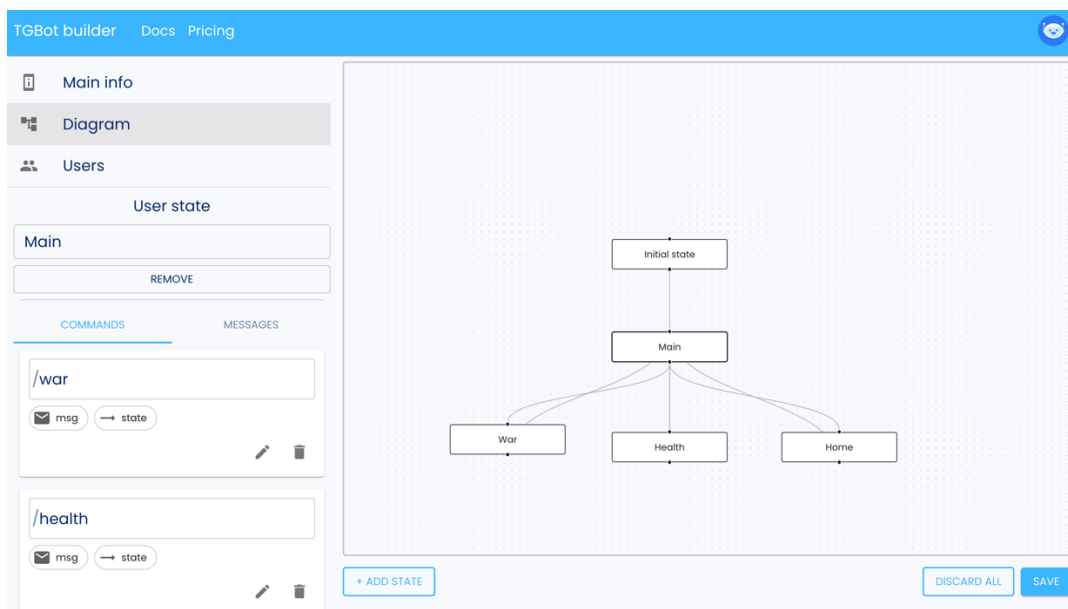 TGBot builder Docs Pricing
Main info
Diagram
Users
User state
Main
REMOVE
COMMANDS MESSAGES
/war
msg state
/health
msg state
Initial state
Main
War
Health
Home
+ ADD STATE
DISCARD ALL
SAVE